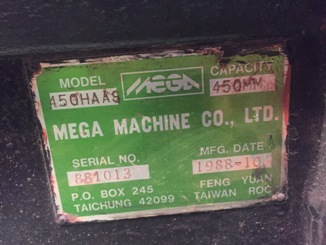 MODEL MEGA CAPACITY
450HAAS 450MM
MEGA MACHINE CO., LTD.
SERIAL NO. MFG. DATE
881013 1988-10
P.O. BOX 245 FENG YUAN
TAICHUNG 42099 TAIWAN ROC